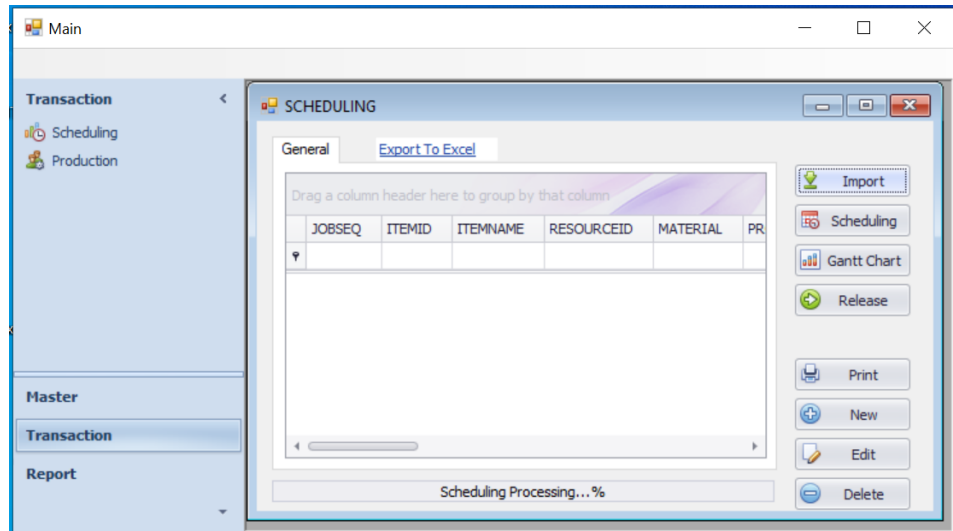 Main
Transaction
Scheduling
Production
Master
Transaction
Report
SCHEDULING
General Export To Excel
Drag a column header here to group by that column
JOBSEQ ITEMID ITEMNAME RESOURCEID MATERIAL PR
Scheduling Processing...%
Import
Scheduling
Gantt Chart
Release
Print
New
Edit
Delete